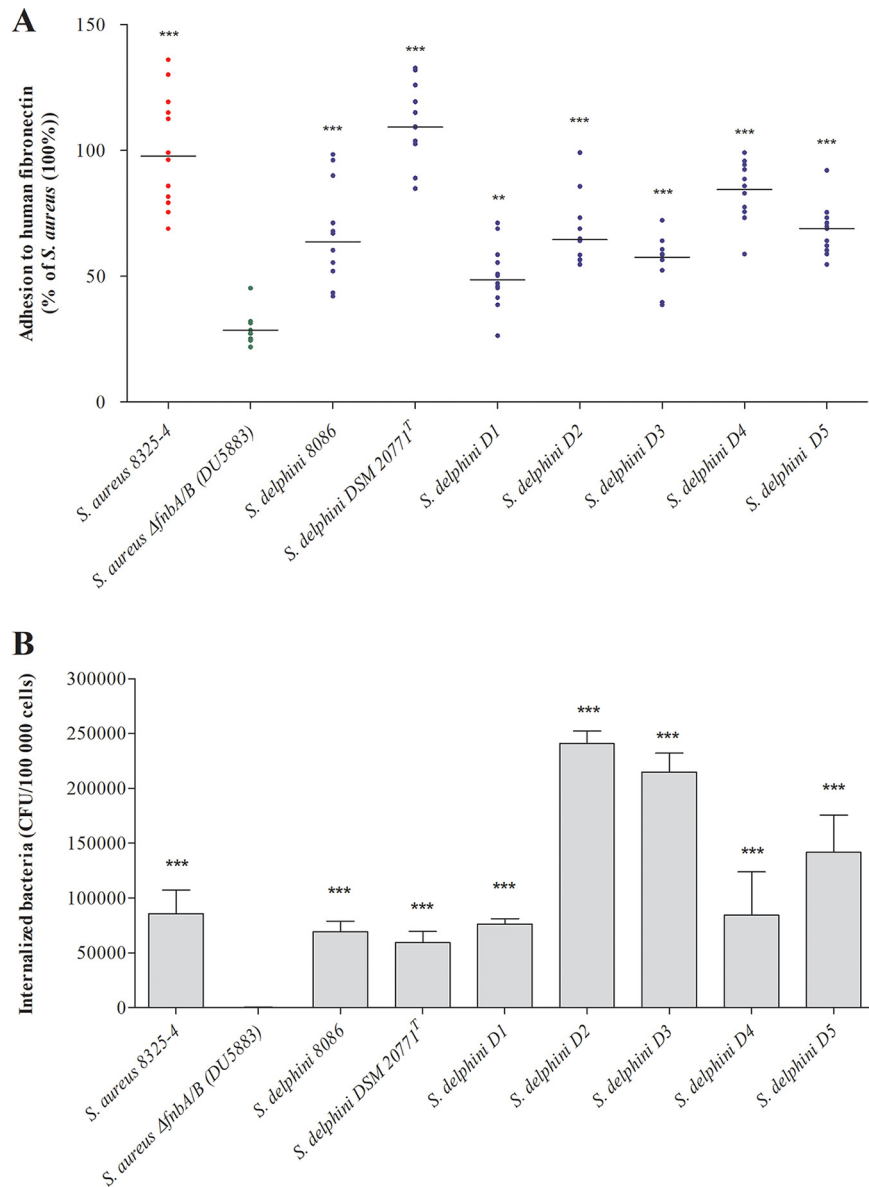 A
150
100
50
0
Adhesion to human fibronectin
(% of S. aureus (100%))
*** *** *** ** *** *** *** ***
S. aureus 8325-4
S. aureus ΔfnbA/B (DU5883)
S. delphini 8086
S. delphini DSM 20771ᵀ
S. delphini D1
S. delphini D2
S. delphini D3
S. delphini D4
S. delphini D5
B
300000
250000
200000
150000
100000
50000
0
Internalized bacteria (CFU/100 000 cells)
*** *** *** *** *** *** *** ***
S. aureus 8325-4
S. aureus ΔfnbA/B (DU5883)
S. delphini 8086
S. delphini DSM 20771ᵀ
S. delphini D1
S. delphini D2
S. delphini D3
S. delphini D4
S. delphini D5